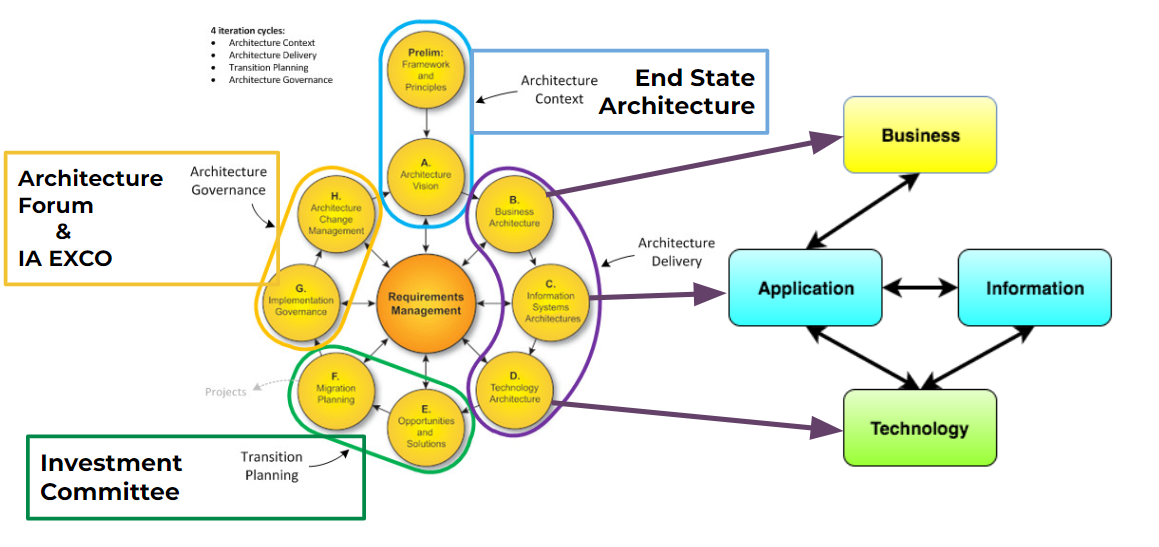 4 iteration cycles:
• Architecture Context
• Architecture Delivery
• Transition Planning
• Architecture Governance
Prelim:
Framework
and
Principles
Architecture
Context
End State
Architecture
Business
Architecture
Forum
&
IA EXCO
Architecture
Governance
A.
Architecture
Vision
H.
Architecture
Change
Management
B.
Business
Architecture
Architecture
Delivery
G.
Implementation
Governance
Requirements
Management
C.
Information
Systems
Architectures
Application
Information
F.
Migration
Planning
Projects
E.
Opportunities
and
Solutions
D.
Technology
Architecture
Technology
Investment
Committee
Transition
Planning